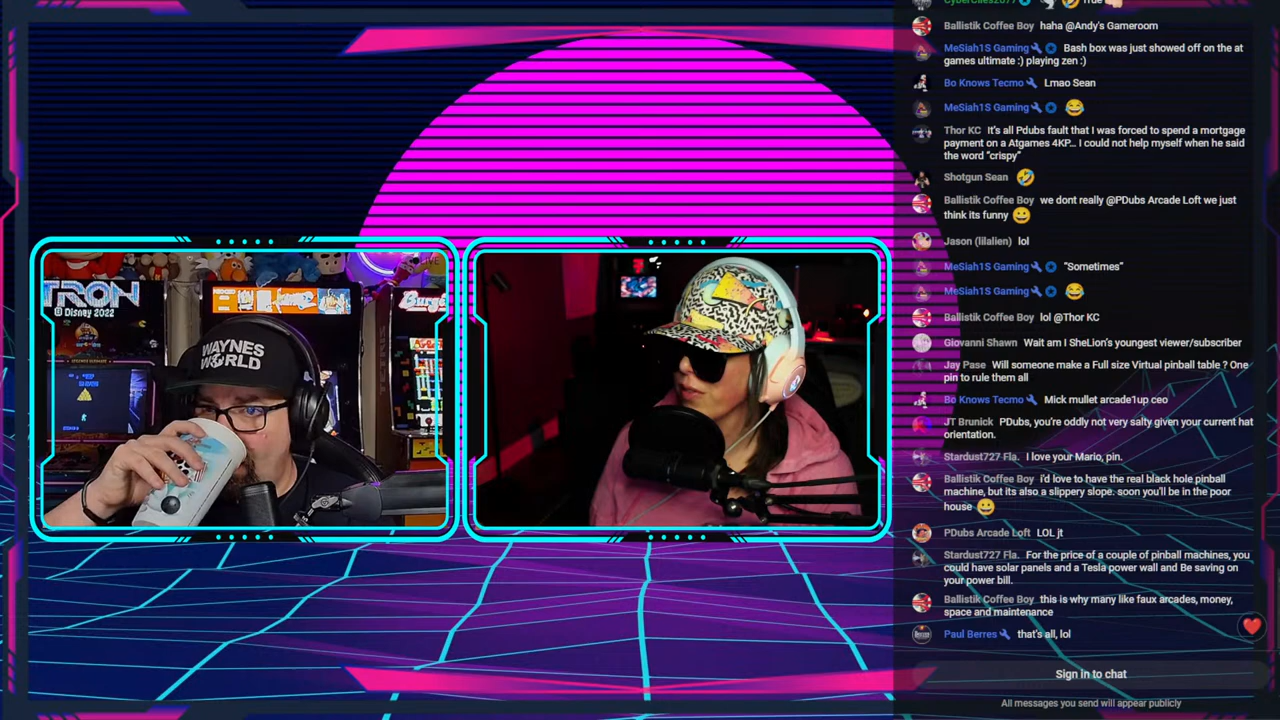 TRON
© Disney 2022
WAYNE'S
WORLD
TETRIS
Ballistik Coffee Boy haha @Andy's Gameroom
MeSiah1S Gaming Bash box was just showed off on the at
games ultimate :) playing zen :)
Bo Knows Tecmo Lmao Sean
MeSiah1S Gaming 😂
Thor KC It's all Pdubs fault that I was forced to spend a mortgage
payment on a Atgames 4KP... I could not help myself when he said
the word "crispy"
Shotgun Sean 🤣
Ballistik Coffee Boy we dont really @PDubs Arcade Loft we just
think its funny 😀
Jason (lilalien) lol
MeSiah1S Gaming "Sometimes"
MeSiah1S Gaming 😂
Ballistik Coffee Boy lol @Thor KC
Giovanni Shawn Wait am I SheLion's youngest viewer/subscriber
Jay Pase Will someone make a Full size Virtual pinball table ? One
pin to rule them all
Bo Knows Tecmo Mick mullet arcade1up ceo
JT Brunick PDubs, you're oddly not very salty given your current hat
orientation.
Stardust727 Fla. I love your Mario, pin.
Ballistik Coffee Boy i'd love to have the real black hole pinball
machine, but its also a slippery slope. soon you'll be in the poor
house 😀
PDubs Arcade Loft LOL jt
Stardust727 Fla. For the price of a couple of pinball machines, you
could have solar panels and a Tesla power wall and Be saving on
your power bill.
Ballistik Coffee Boy this is why many like faux arcades, money,
space and maintenance
Paul Berres that's all, lol
Sign in to chat
All messages you send will appear publicly